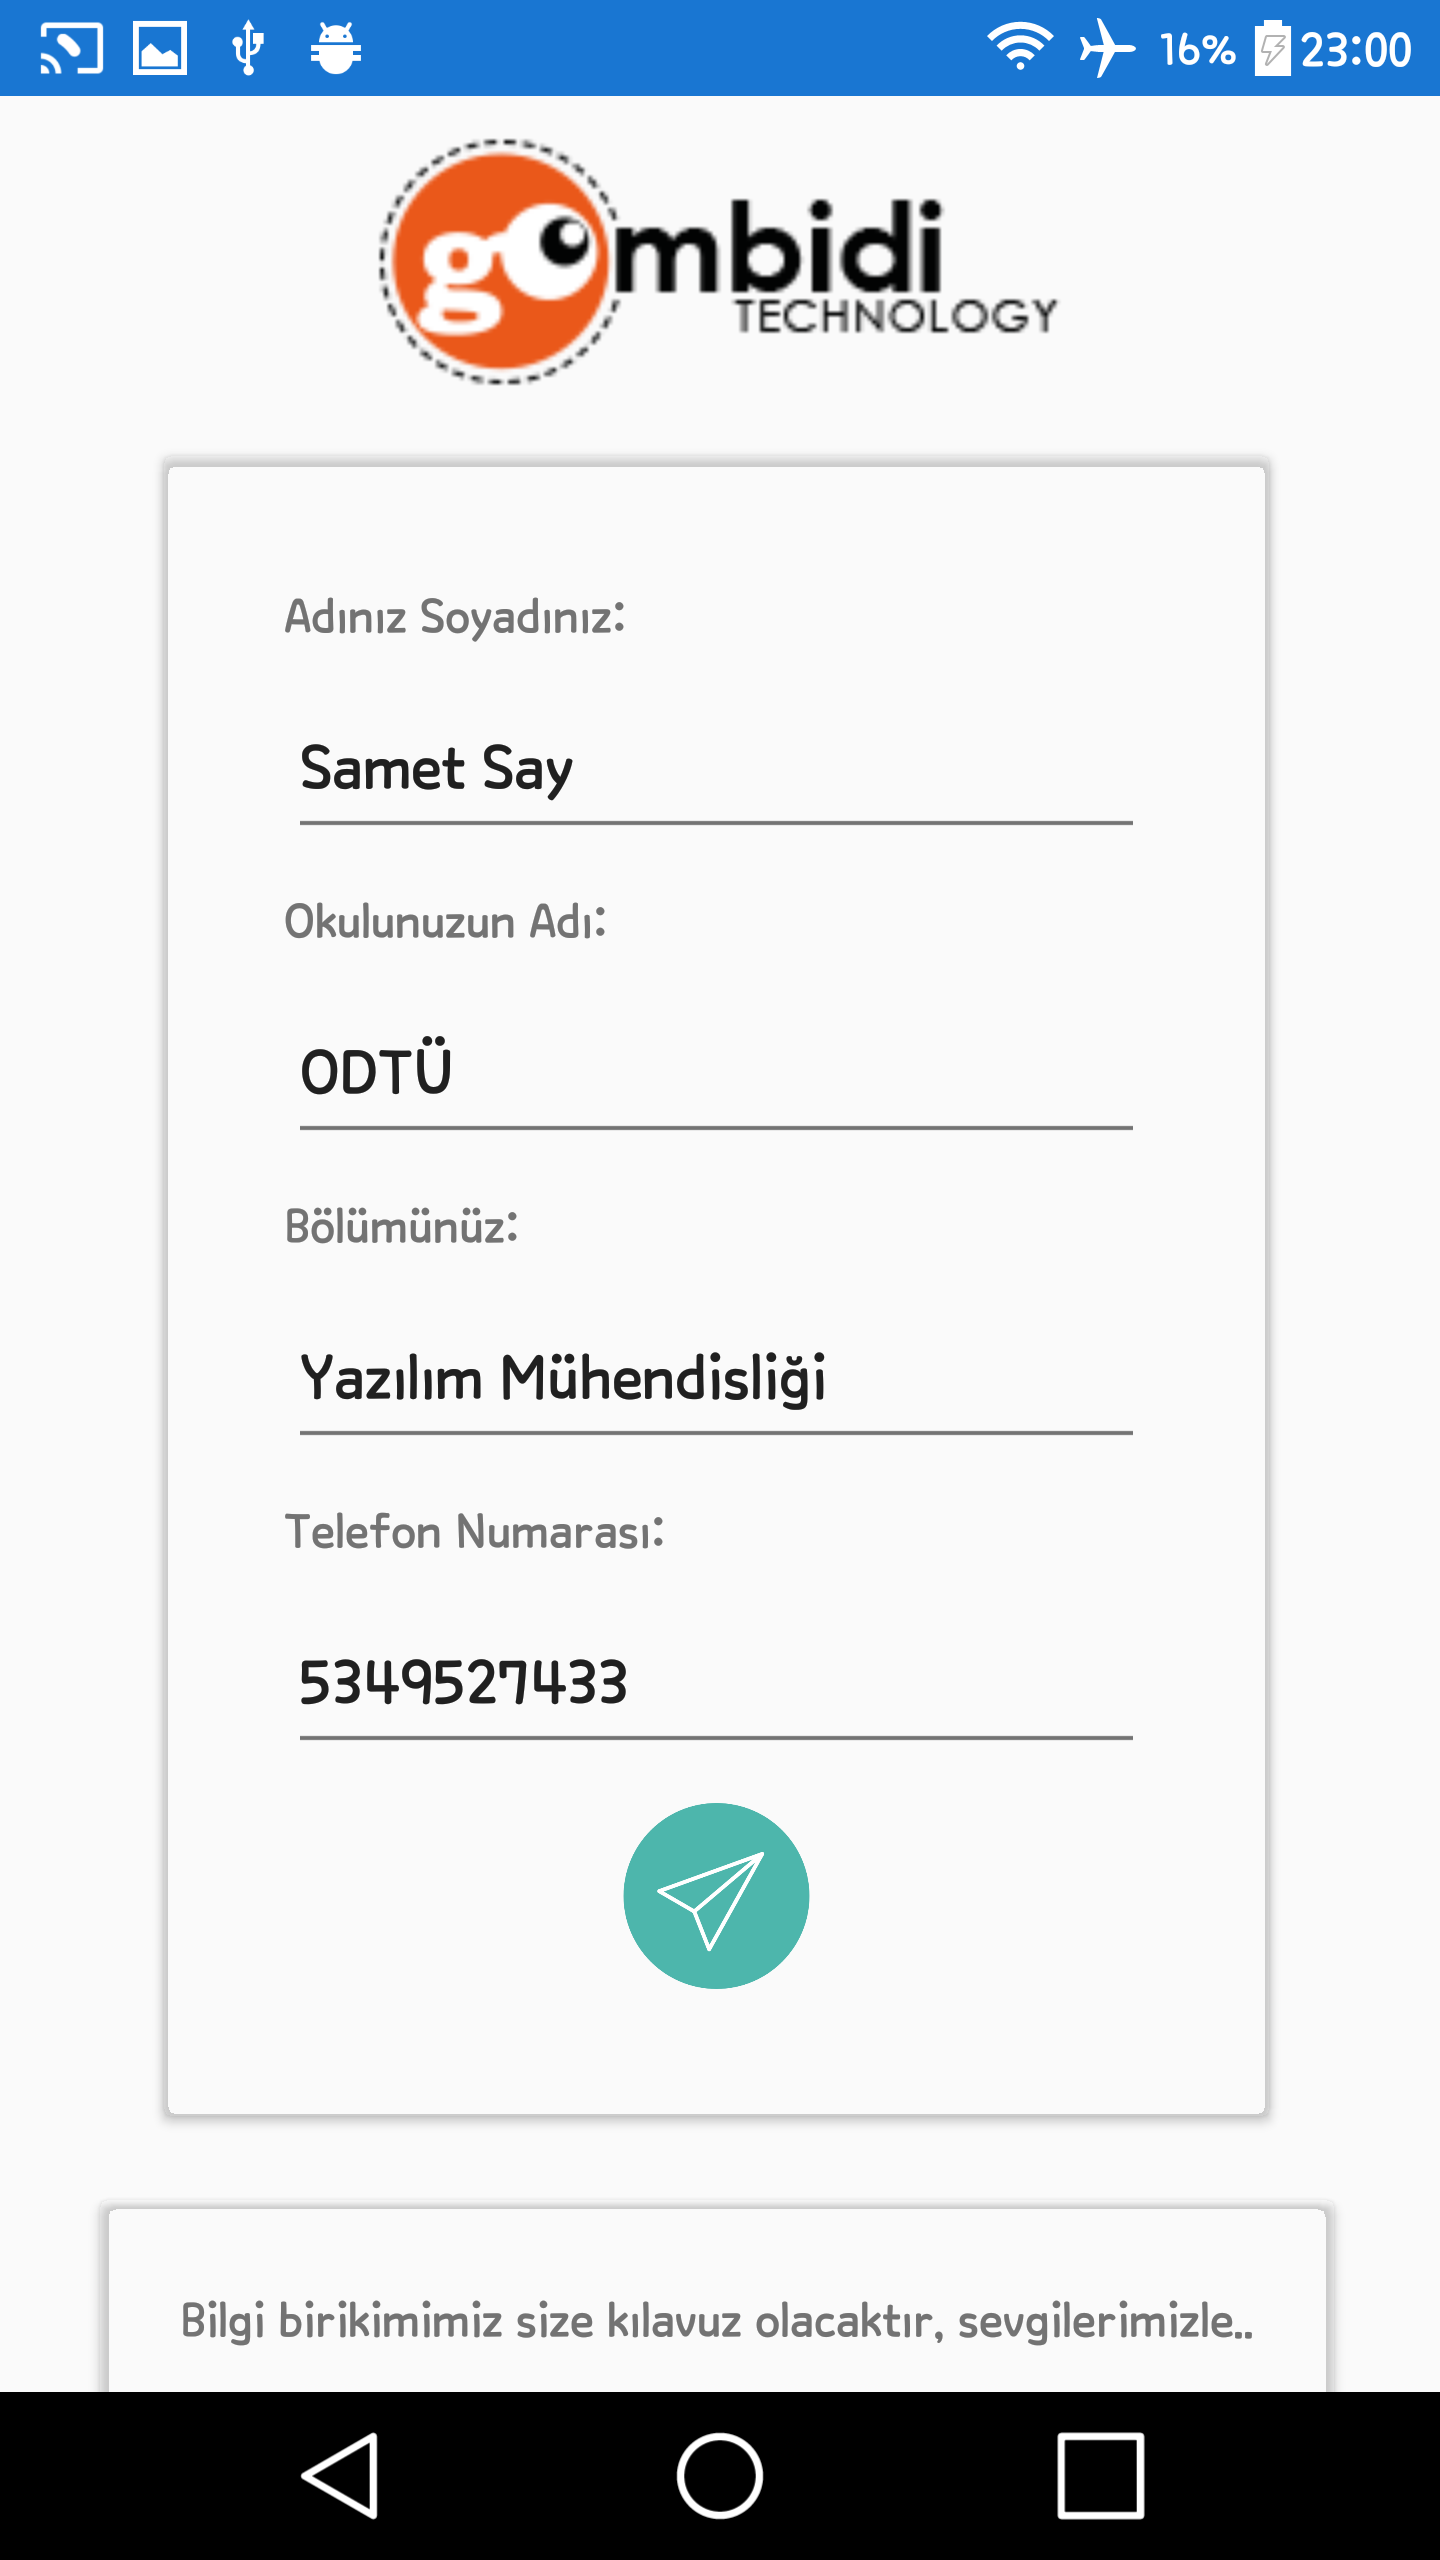 16% 23:00
gombidi
TECHNOLOGY
Adınız Soyadınız:
Samet Say
Okulunuzun Adı:
ODTÜ
Bölümünüz:
Yazılım Mühendisliği
Telefon Numarası:
5349527433
Bilgi birikimimiz size kılavuz olacaktır, sevgilerimizle..